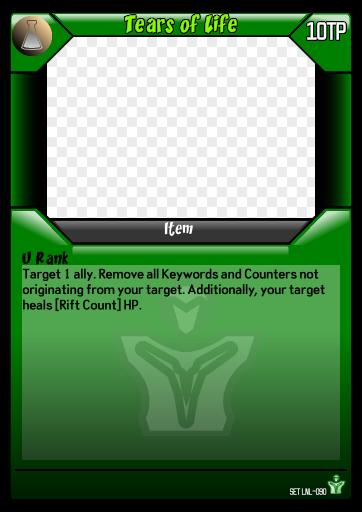 Tears of Life
10TP
Item
U Rank
Target 1 ally. Remove all Keywords and Counters not
originating from your target. Additionally, your target
heals [Rift Count] HP.
SET LNL-090